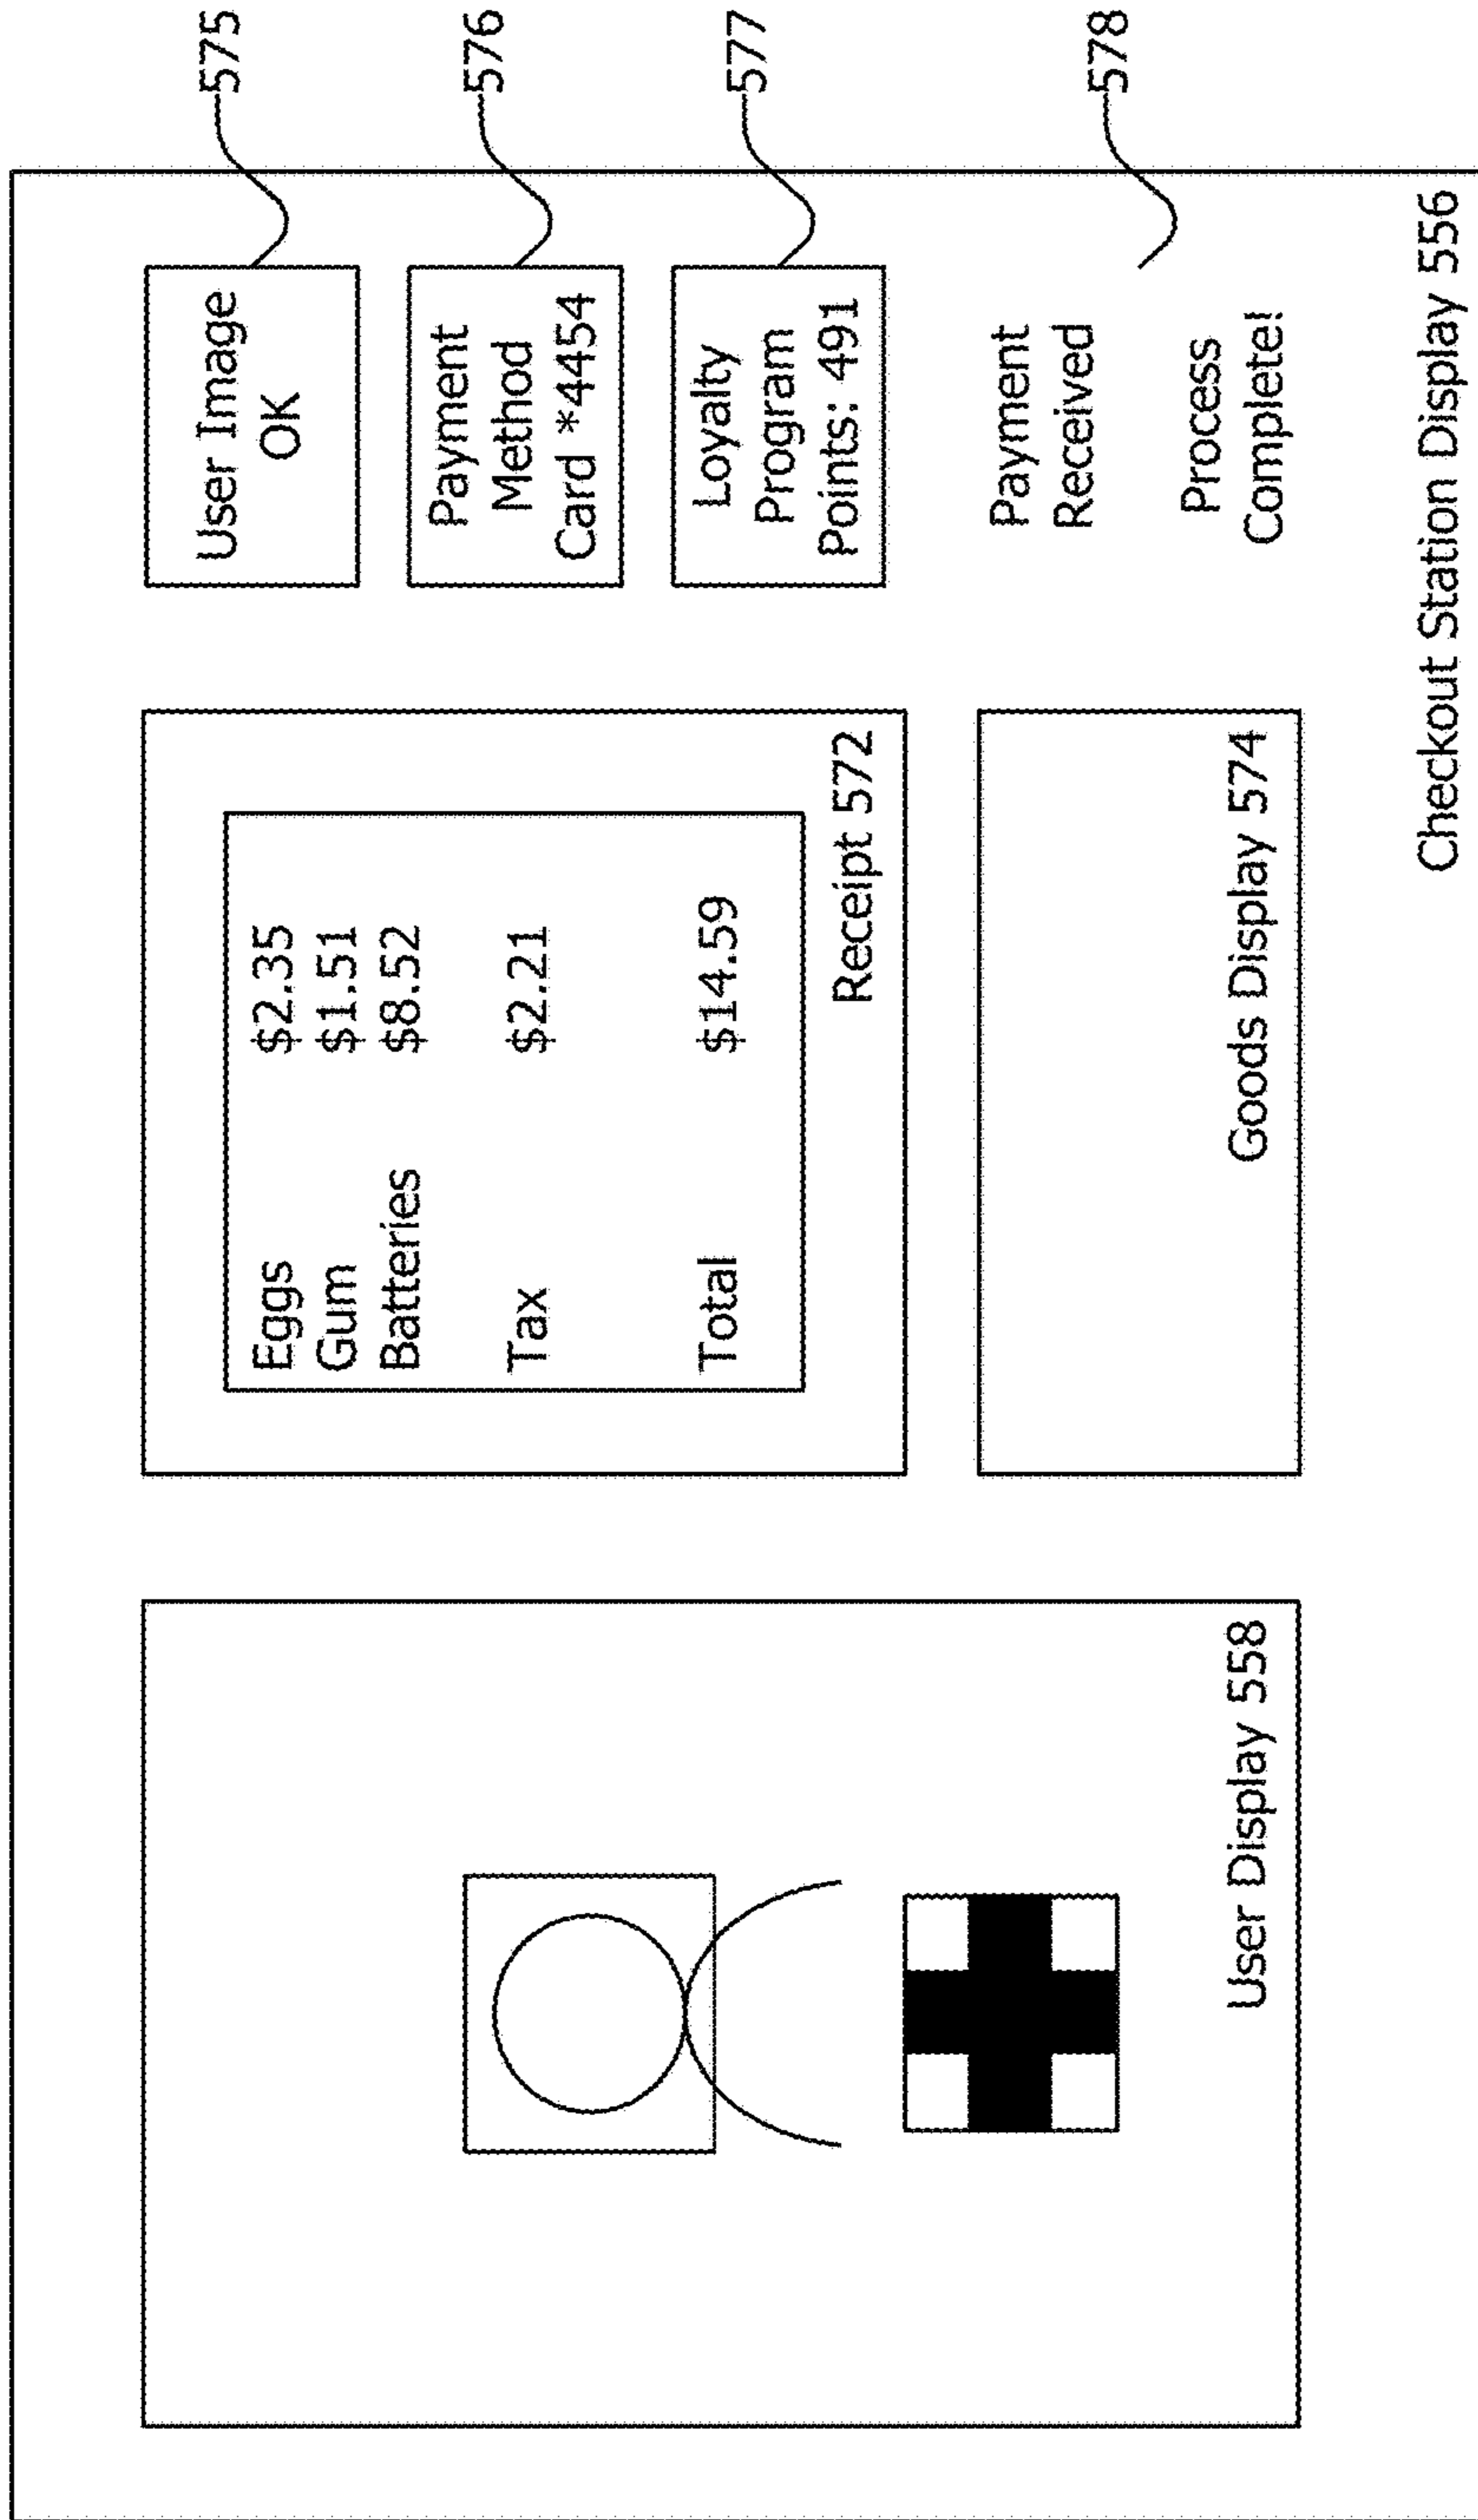 User Display 558
Eggs $2.35
Gum $1.51
Batteries $8.52
Tax $2.21
Total $14.59
Receipt 572
Goods Display 574
User Image
OK
575
Payment
Method
Card *4454
576
Loyalty
Program
Points: 491
577
Payment
Received
578
Process
Complete!
Checkout Station Display 556